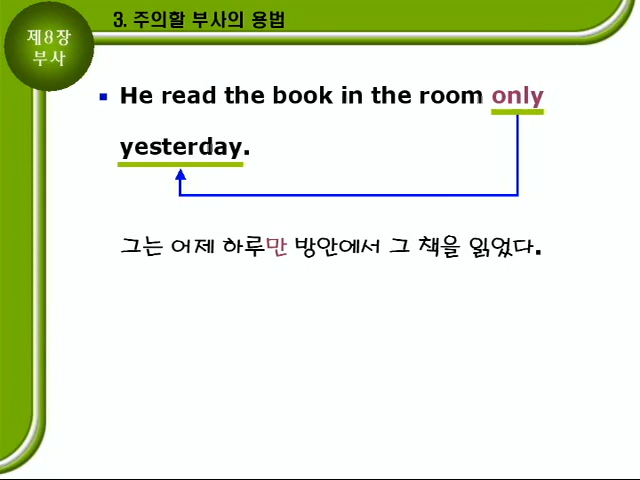 제8장
부사
3. 주의할 부사의 용법
He read the book in the room only
yesterday.
그는 어제 하루만 방안에서 그 책을 읽었다.